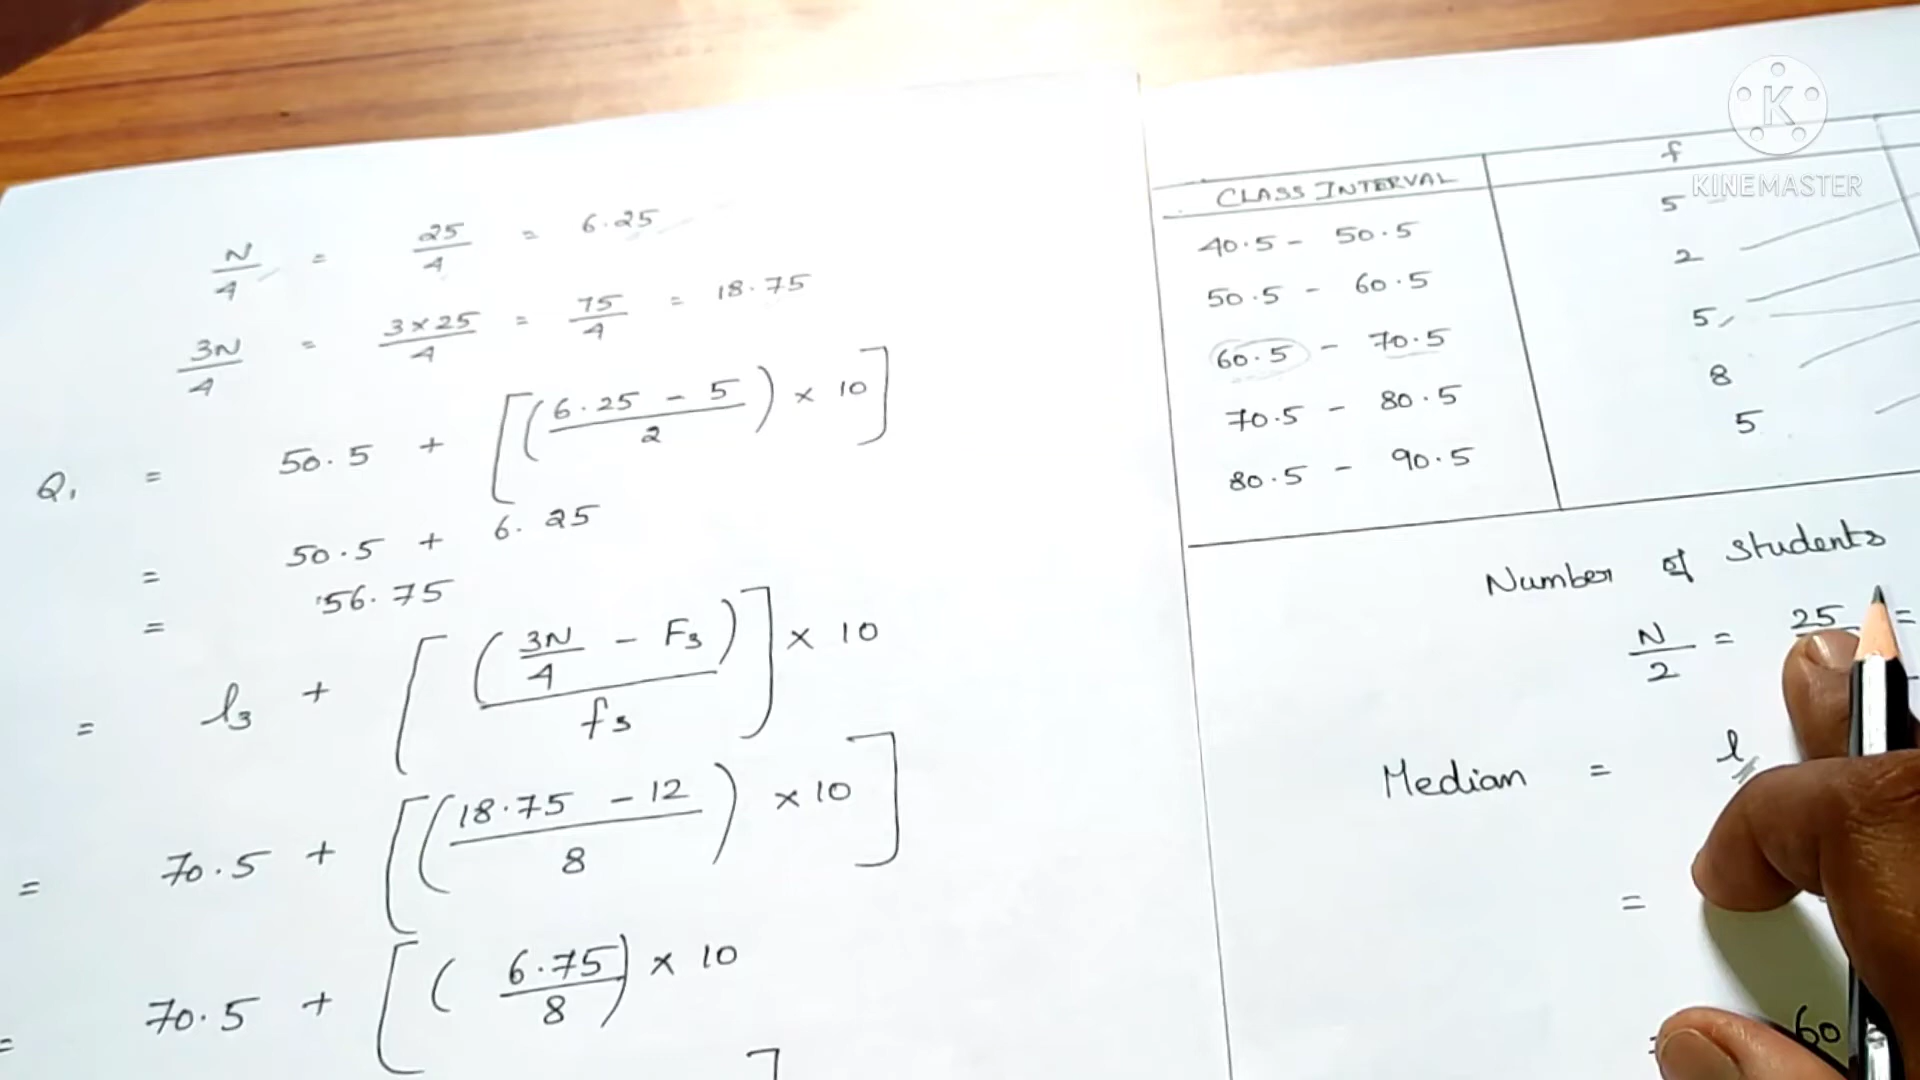 N/4 = 25/4 = 6.25
3N/4 = 3×25/4 = 75/4 = 18.75
Q₁ = 50.5 + [((6.25 - 5)/2) × 10]
= 50.5 + 6.25
= 56.75
= l₃ + [((3N/4 - F₃)/f₃)] × 10
= 70.5 + [((18.75 - 12)/8) × 10]
= 70.5 + [(6.75/8) × 10
]
KINEMASTER
CLASS INTERVAL f
40.5 - 50.5 5
50.5 - 60.5 2
60.5 - 70.5 5
70.5 - 80.5 8
80.5 - 90.5 5
Number of Students
N/2 = 25 =
Median = l
=
= 60